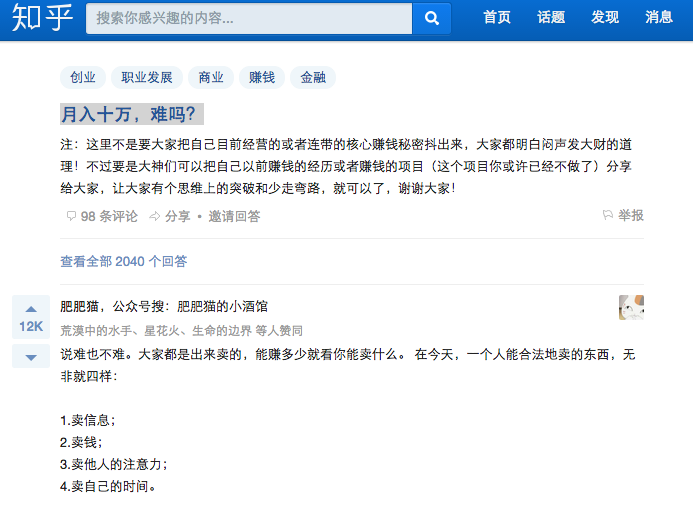 知乎
搜索你感兴趣的内容...
首页 话题 发现 消息
创业 职业发展 商业 赚钱 金融
月入十万，难吗？
注：这里不是要大家把自己目前经营的或者连带的核心赚钱秘密抖出来，大家都明白闷声发大财的道
理！不过要是大神们可以把自己以前赚钱的经历或者赚钱的项目（这个项目你或许已经不做了）分享
给大家，让大家有个思维上的突破和少走弯路，就可以了，谢谢大家！
98 条评论 分享 • 邀请回答 举报
查看全部 2040 个回答
肥肥猫，公众号搜：肥肥猫的小酒馆
12K
荒漠中的水手、星花火、生命的边界 等人赞同
说难也不难。大家都是出来卖的，能赚多少就看你能卖什么。 在今天，一个人能合法地卖的东西，无
非就四样：
1.卖信息；
2.卖钱；
3.卖他人的注意力；
4.卖自己的时间。